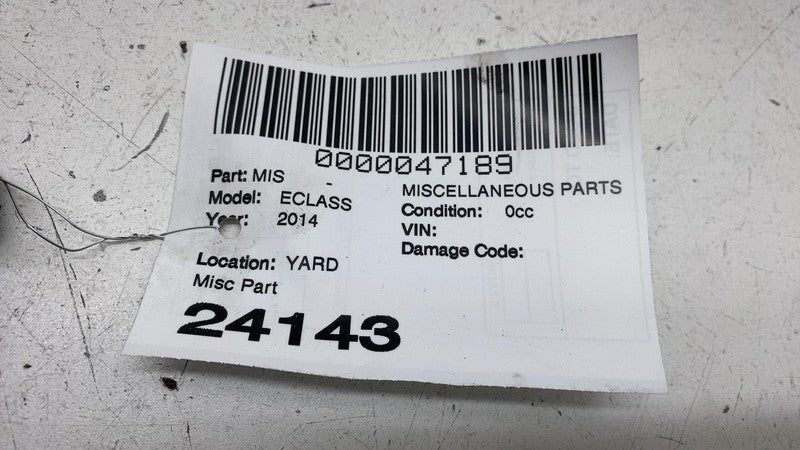 0000047189
Part: MIS -
MISCELLANEOUS PARTS
Model: ECLASS
Condition: 0cc
Year: 2014
VIN:
Damage Code:
Location: YARD
Misc Part
24143